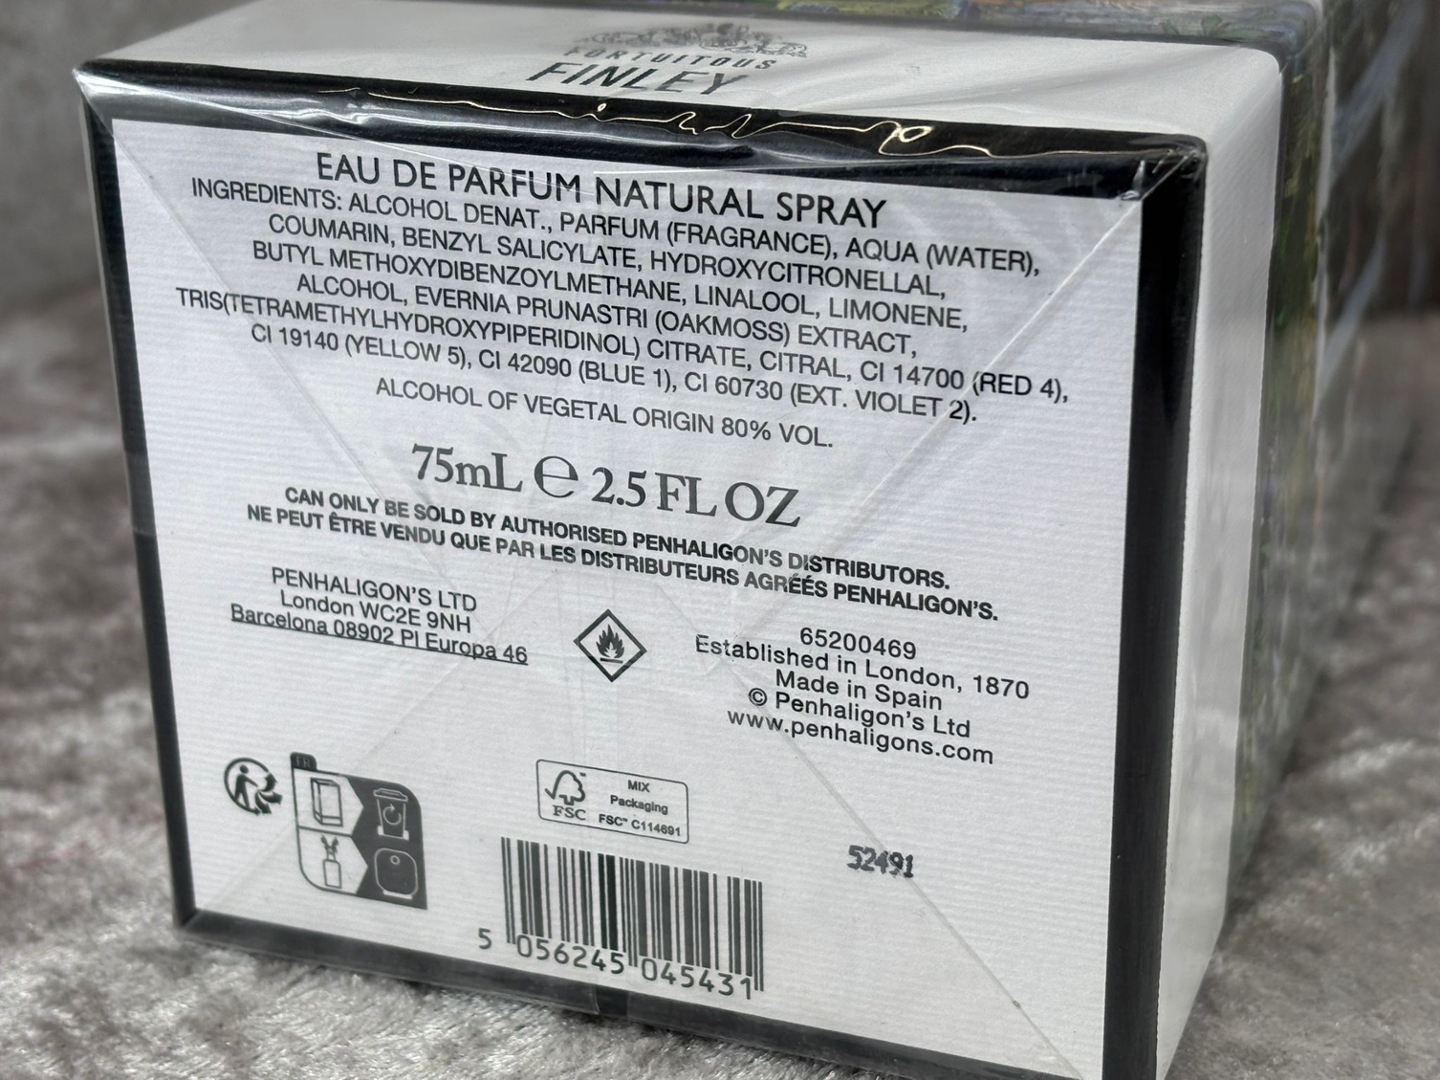 FORTUITOUS
FINLEY
EAU DE PARFUM NATURAL SPRAY
INGREDIENTS: ALCOHOL DENAT., PARFUM (FRAGRANCE), AQUA (WATER),
COUMARIN, BENZYL SALICYLATE, HYDROXYCITRONELLAL,
BUTYL METHOXYDIBENZOYLMETHANE, LINALOOL, LIMONENE,
ALCOHOL, EVERNIA PRUNASTRI (OAKMOSS) EXTRACT,
TRIS(TETRAMETHYLHYDROXYPIPERIDINOL) CITRATE, CITRAL, CI 14700 (RED 4),
CI 19140 (YELLOW 5), CI 42090 (BLUE 1), CI 60730 (EXT. VIOLET 2).
ALCOHOL OF VEGETAL ORIGIN 80% VOL.
75mL ℮ 2.5 FL OZ
CAN ONLY BE SOLD BY AUTHORISED PENHALIGON'S DISTRIBUTORS.
NE PEUT ÊTRE VENDU QUE PAR LES DISTRIBUTEURS AGRÉÉS PENHALIGON'S.
PENHALIGON'S LTD
London WC2E 9NH
Barcelona 08902 Pl Europa 46
65200469
Established in London, 1870
Made in Spain
© Penhaligon's Ltd
www.penhaligons.com
FR
FSC™
MIX
Packaging
FSC™ C114691
52491
5 056245 045431